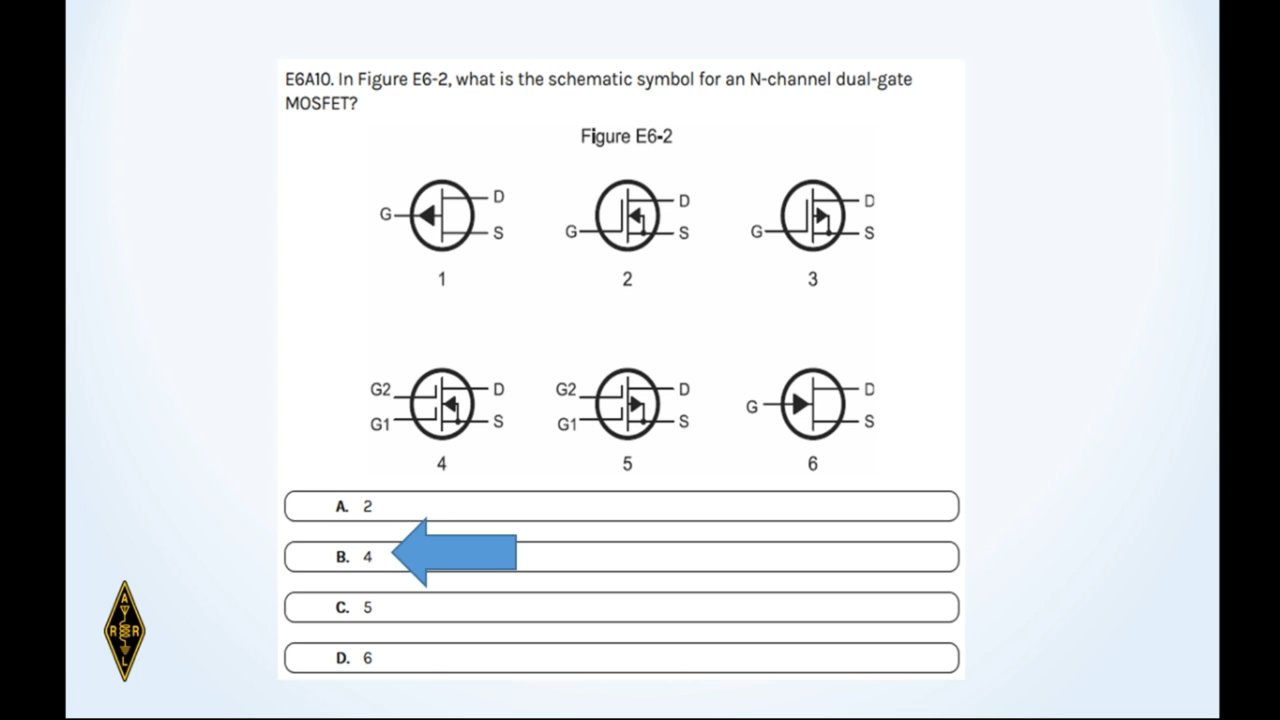 E6A10. In Figure E6-2, what is the schematic symbol for an N-channel dual-gate
MOSFET?
Figure E6-2
G D S
1
G D S
2
G D S
3
G2 G1 D S
4
G2 G1 D S
5
G D S
6
A. 2
B. 4
C. 5
D. 6
A
R R
L